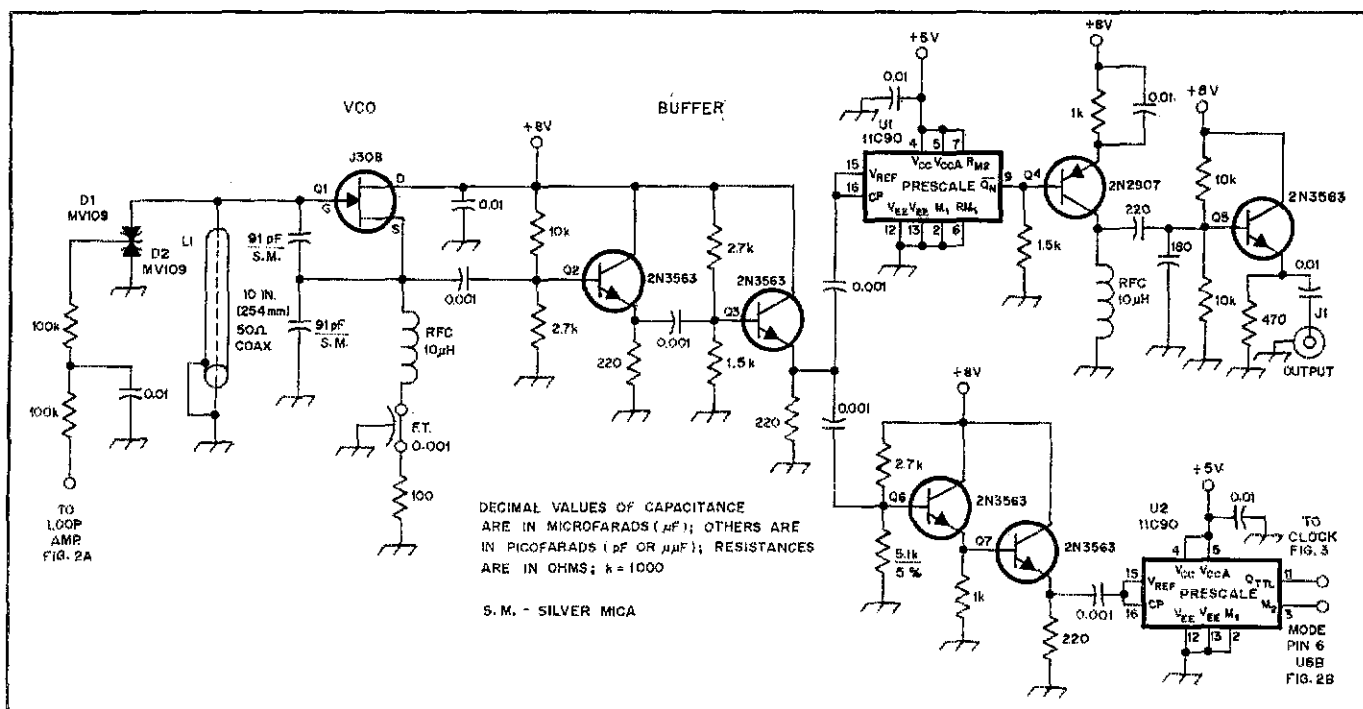 VCO
BUFFER
D1
MV109
D2
MV109
100k
100k
0.01
TO
LOOP
AMP.
FIG. 2A
L1
10 IN.
(254mm)
50Ω
COAX
91 pF
S.M.
91 pF
S.M.
J308
Q1
G
D
S
0.01
0.001
RFC
10µH
F.T.
0.001
100
+8V
10k
2.7k
Q2
2N3563
220
0.001
2.7k
1.5k
Q3
2N3563
220
0.001
0.001
+5V
0.01
U1
11C90
4
5
7
VCC
VCCA
RM2
15
VREF
16
CP
PRESCALE
QN
9
VEE
VEE
M1
RM1
12
13
2
6
1.5k
Q4
2N2907
+8V
1k
0.01
RFC
10µH
220
180
+8V
10k
10k
Q5
2N3563
470
0.01
J1
OUTPUT
+8V
2.7k
Q6
2N3563
5.1k
5%
1k
Q7
2N3563
220
0.001
+5V
0.01
U2
11C90
4
5
VCC
VCCA
15
VREF
16
CP
PRESCALE
QTTL
11
M2
3
VEE
VEE
M1
12
13
2
TO
CLOCK
FIG. 3
MODE
PIN 6
U6B
FIG. 2B
DECIMAL VALUES OF CAPACITANCE
ARE IN MICROFARADS (µF); OTHERS ARE
IN PICOFARADS (pF OR µµF); RESISTANCES
ARE IN OHMS; k = 1000
S.M. - SILVER MICA